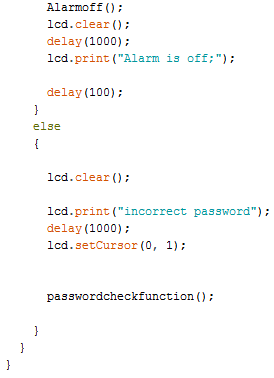 Alarmoff();
lcd.clear();
delay(1000);
lcd.print("Alarm is off;");
delay(100);
}
else
{
lcd.clear();
lcd.print("incorrect password");
delay(1000);
lcd.setCursor(0, 1);
passwordcheckfunction();
}
}
}